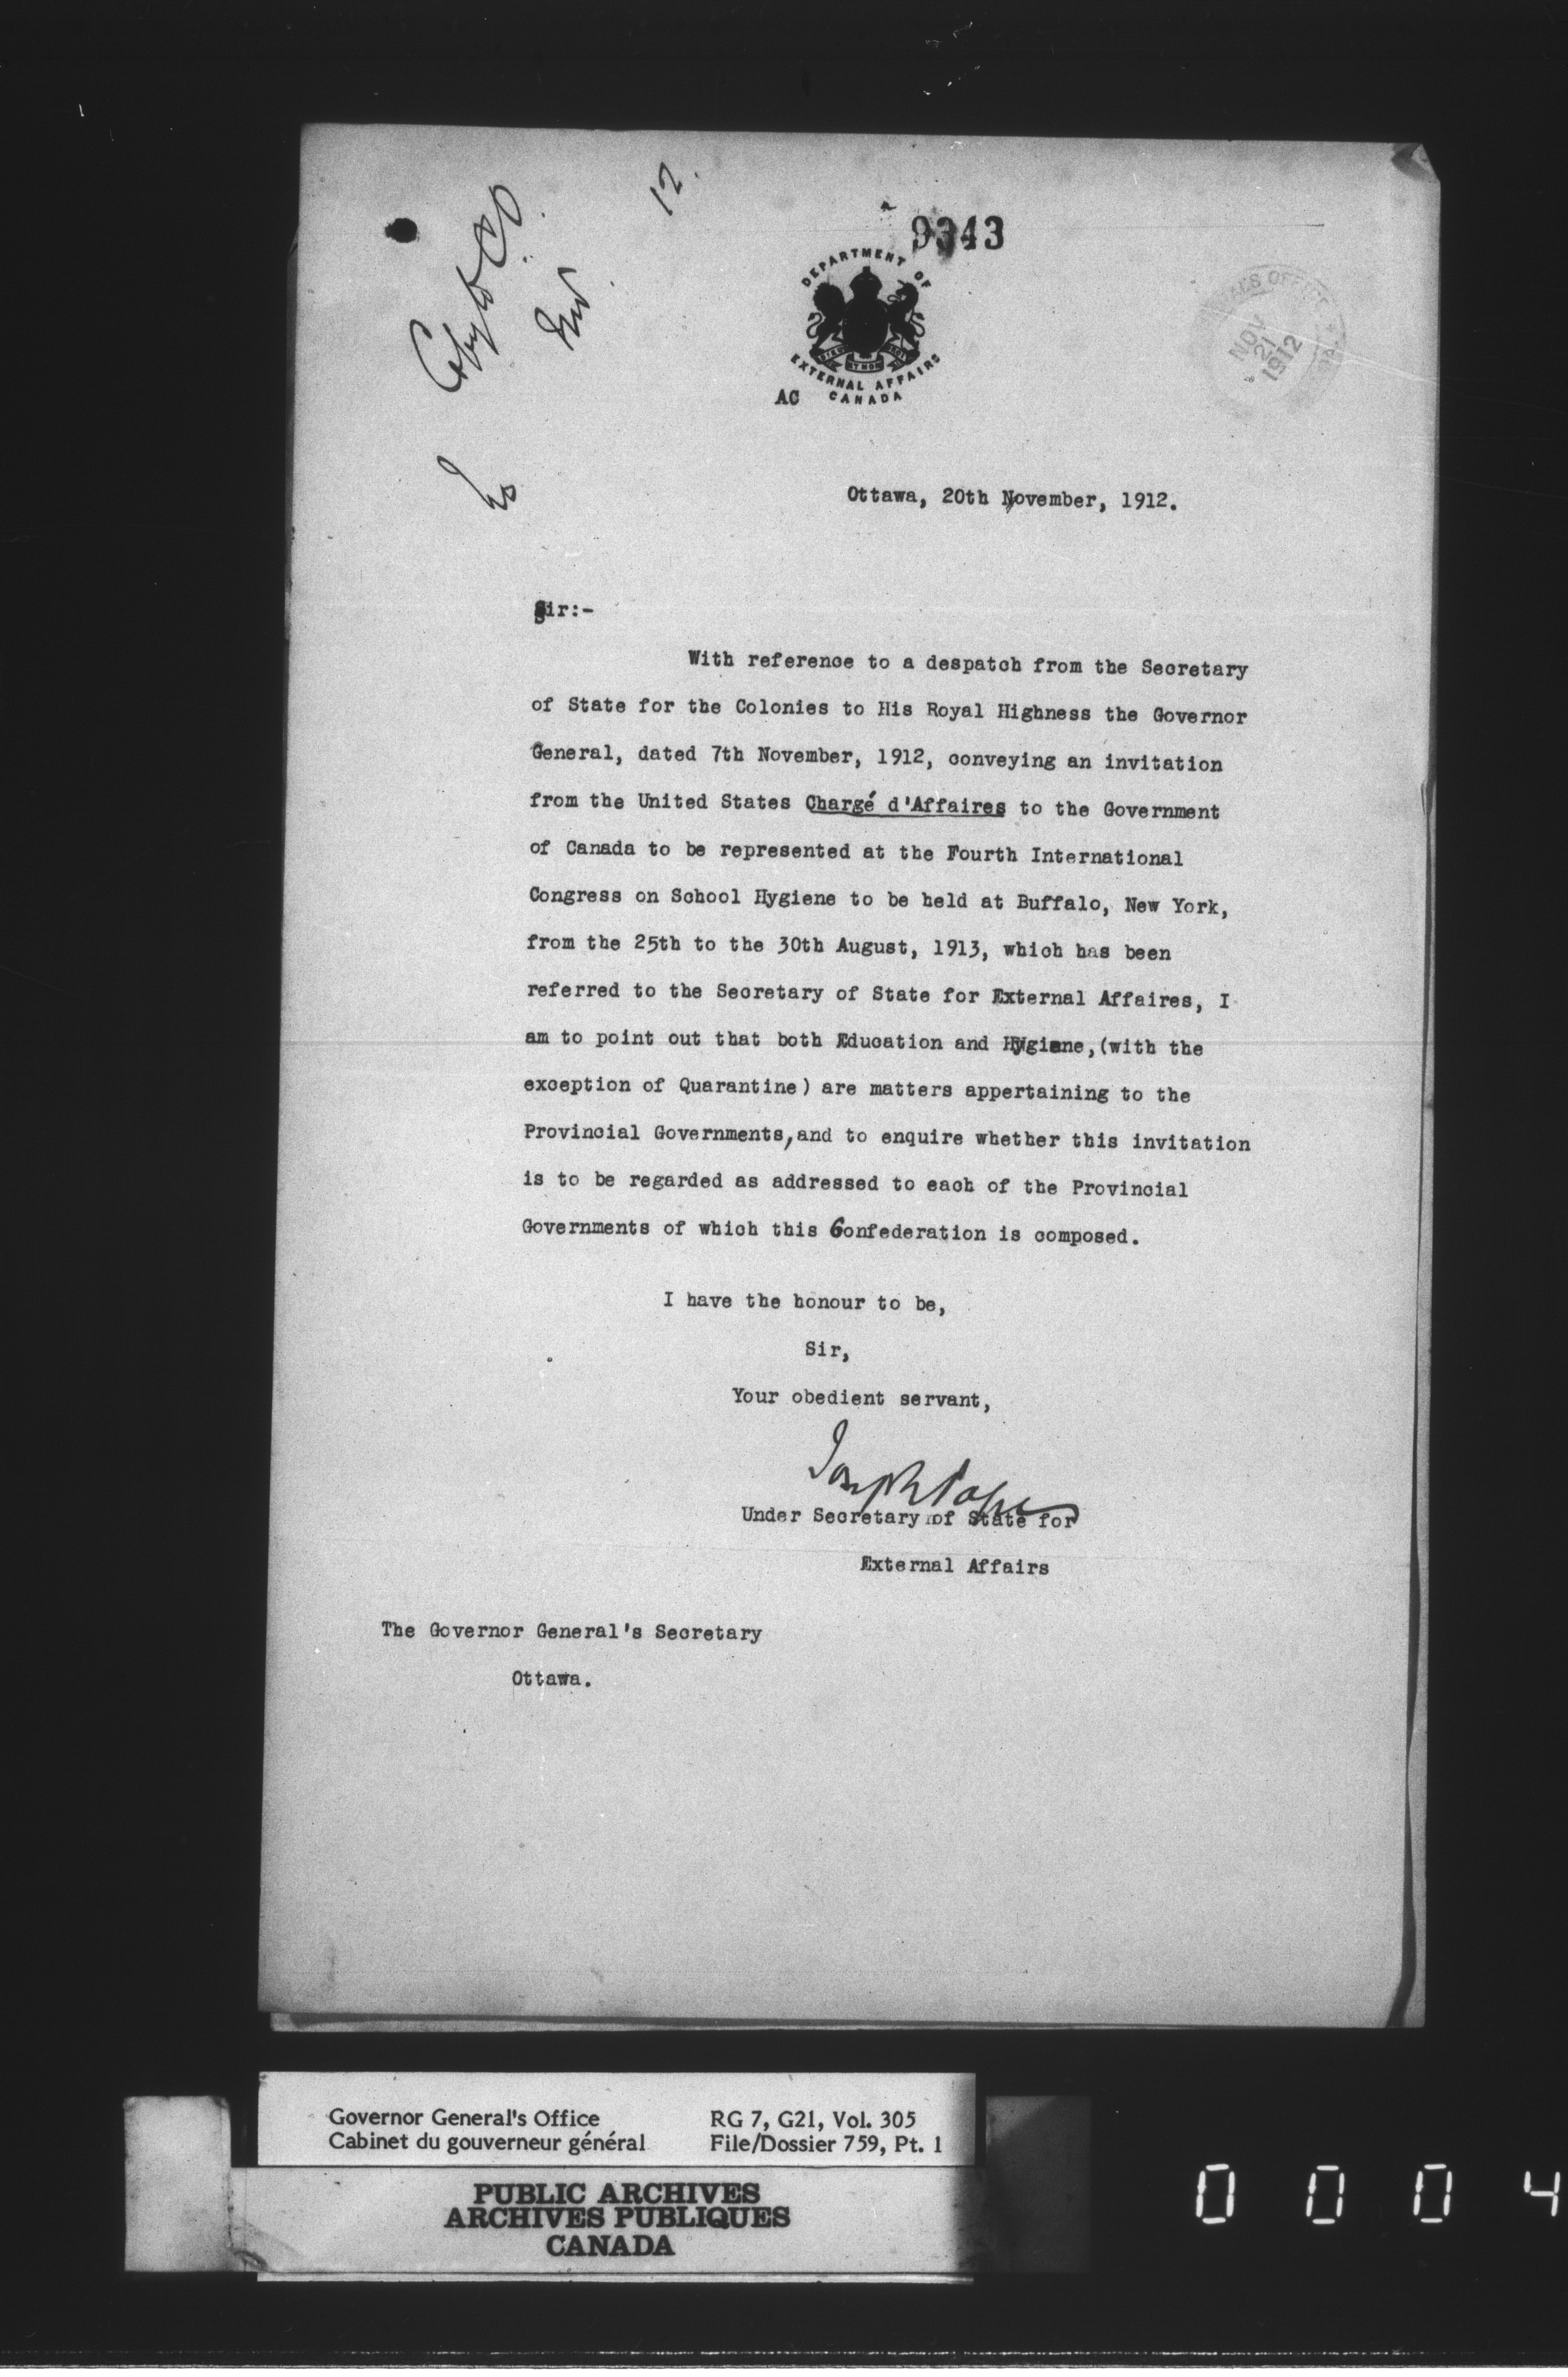 12.
Copy to C.O.
9343
DEPARTMENT OF
EXTERNAL AFFAIRS
CANADA
AC
OFFICE
NOV
21
1912
Ottawa, 20th November, 1912.
Sir:-
With reference to a despatch from the Secretary
of State for the Colonies to His Royal Highness the Governor
General, dated 7th November, 1912, conveying an invitation
from the United States Chargé d'Affaires to the Government
of Canada to be represented at the Fourth International
Congress on School Hygiene to be held at Buffalo, New York,
from the 25th to the 30th August, 1913, which has been
referred to the Secretary of State for External Affaires, I
am to point out that both Education and Hygiene, (with the
exception of Quarantine) are matters appertaining to the
Provincial Governments, and to enquire whether this invitation
is to be regarded as addressed to each of the Provincial
Governments of which this Confederation is composed.
I have the honour to be,
Sir,
Your obedient servant,
Joseph Pope
Under Secretary of State for
External Affairs
The Governor General's Secretary
Ottawa.
Governor General's Office
Cabinet du gouverneur général
RG 7, G21, Vol. 305
File/Dossier 759, Pt. 1
PUBLIC ARCHIVES
ARCHIVES PUBLIQUES
CANADA
0 0 0 4